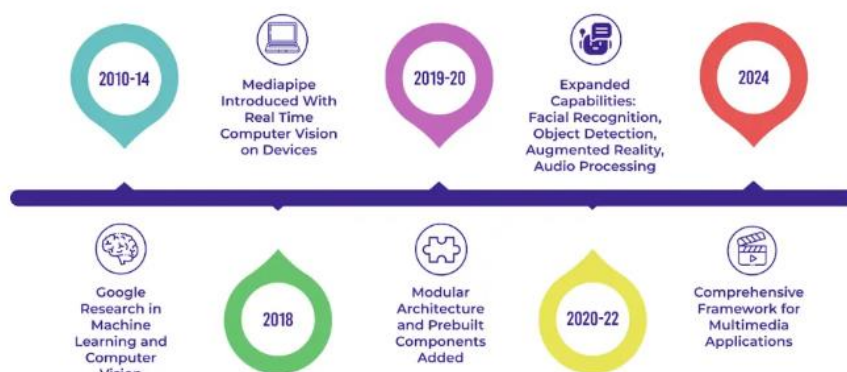 2010-14
Mediapipe
Introduced With
Real Time
Computer Vision
on Devices
2019-20
Expanded
Capabilities:
Facial Recognition,
Object Detection,
Augmented Reality,
Audio Processing
2024
Google
Research in
Machine
Learning and
Computer
Vision
2018
Modular
Architecture
and Prebuilt
Components
Added
2020-22
Comprehensive
Framework for
Multimedia
Applications